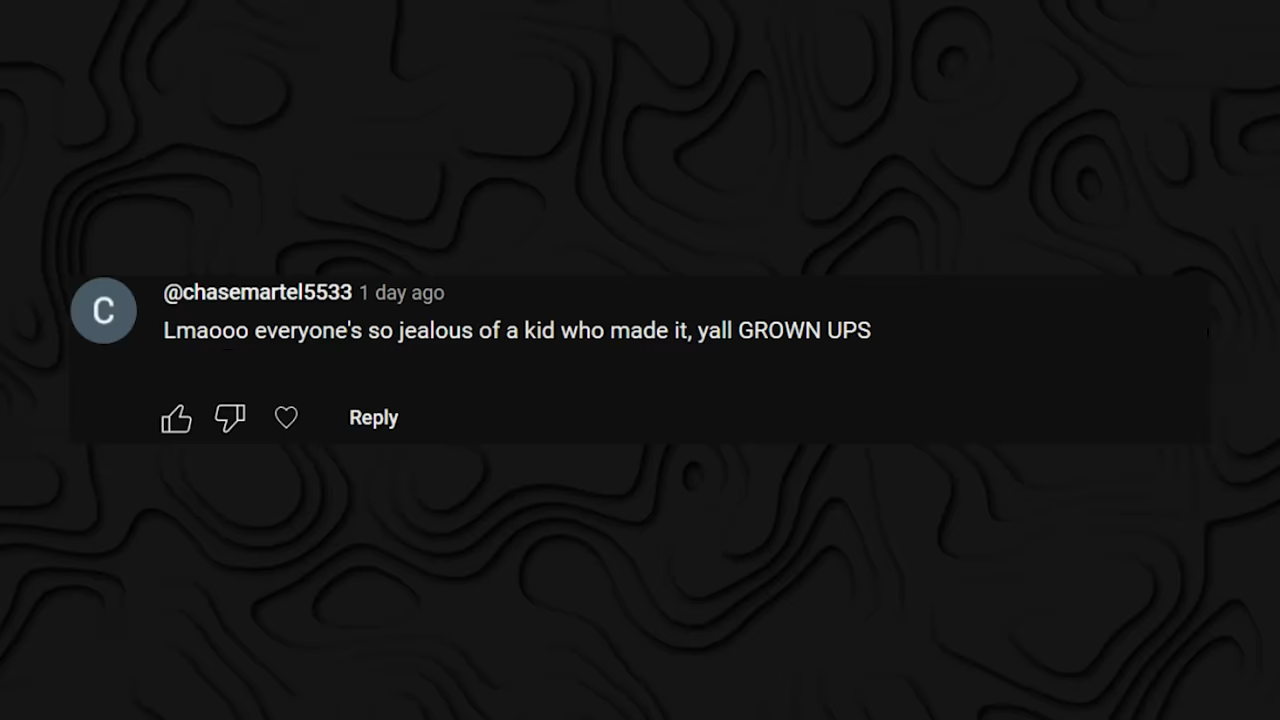 C
@chasemartel5533 1 day ago
Lmaooo everyone's so jealous of a kid who made it, yall GROWN UPS
Reply